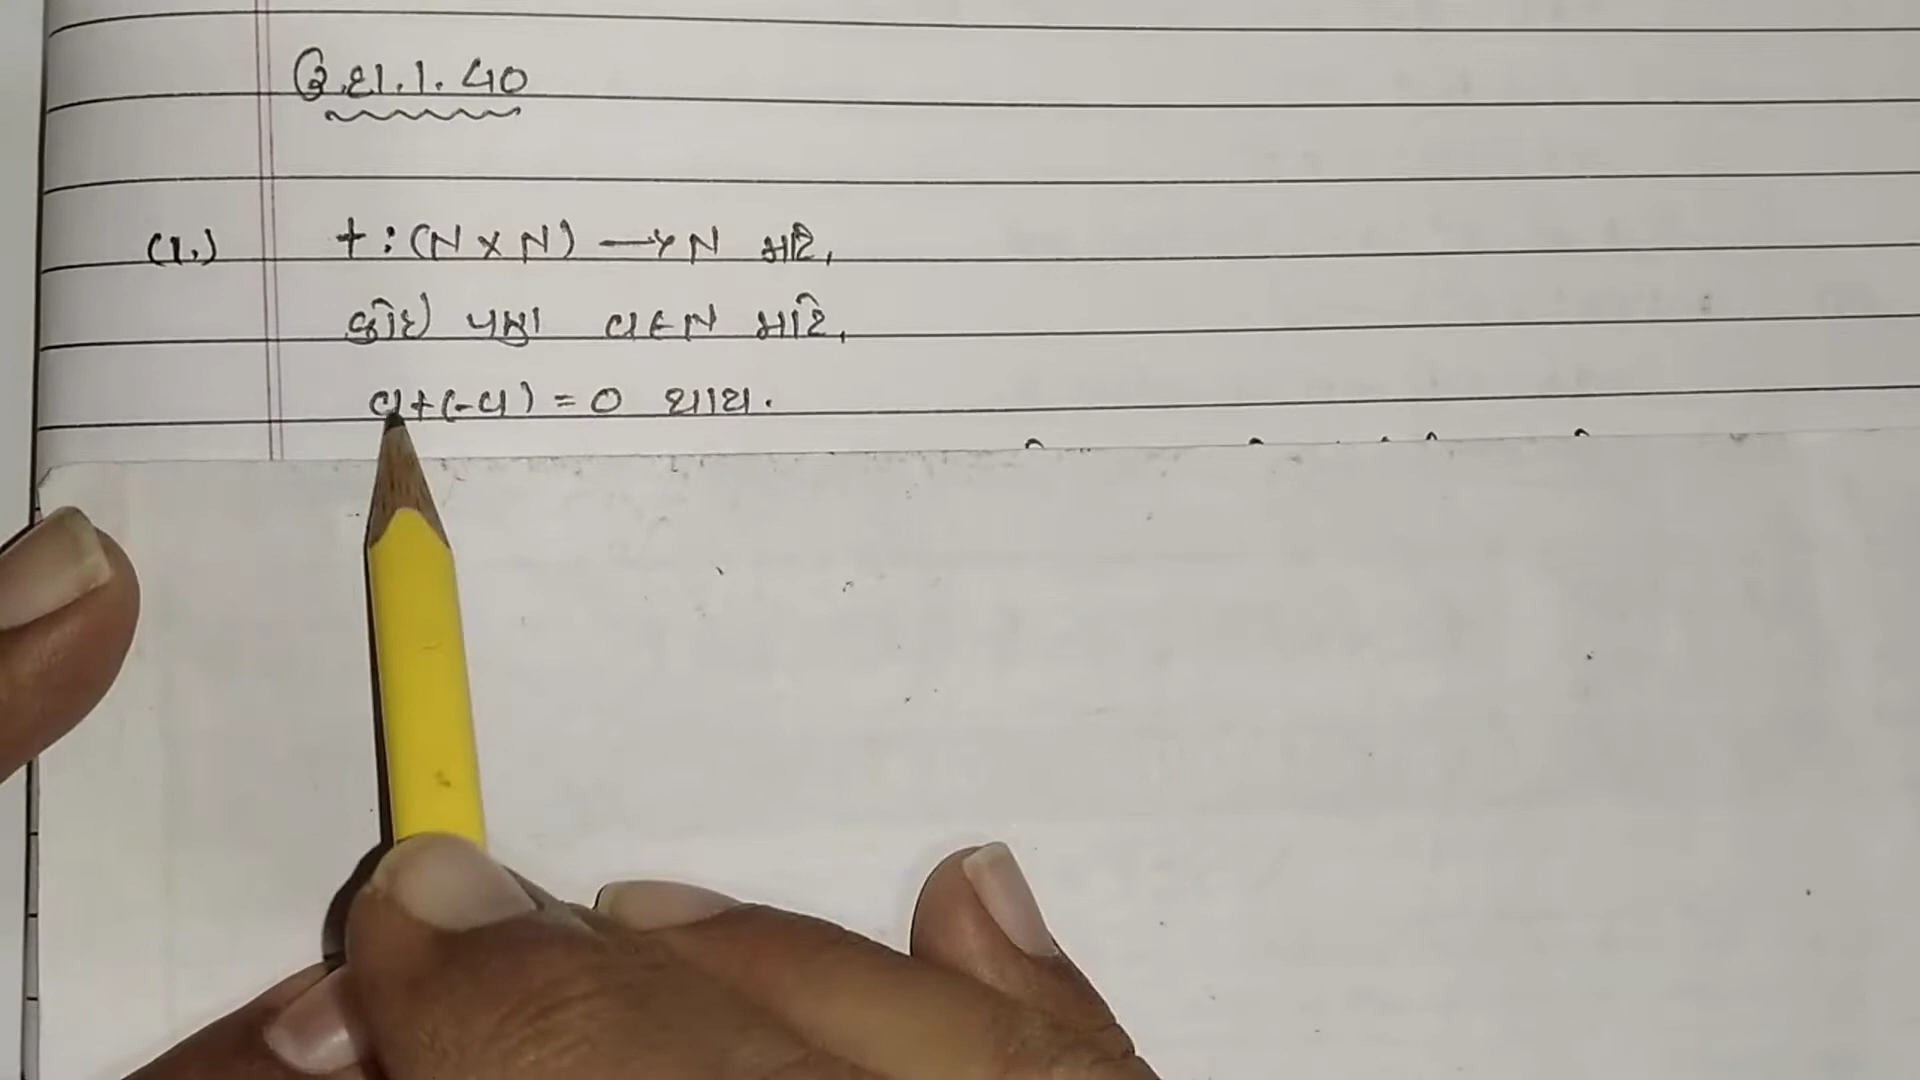 ઉ.દા.1.40
(1.) + : (N × N) → N માટે,
કોઈ પણ a ∈ N માટે,
a + (-a) = 0 થાય.